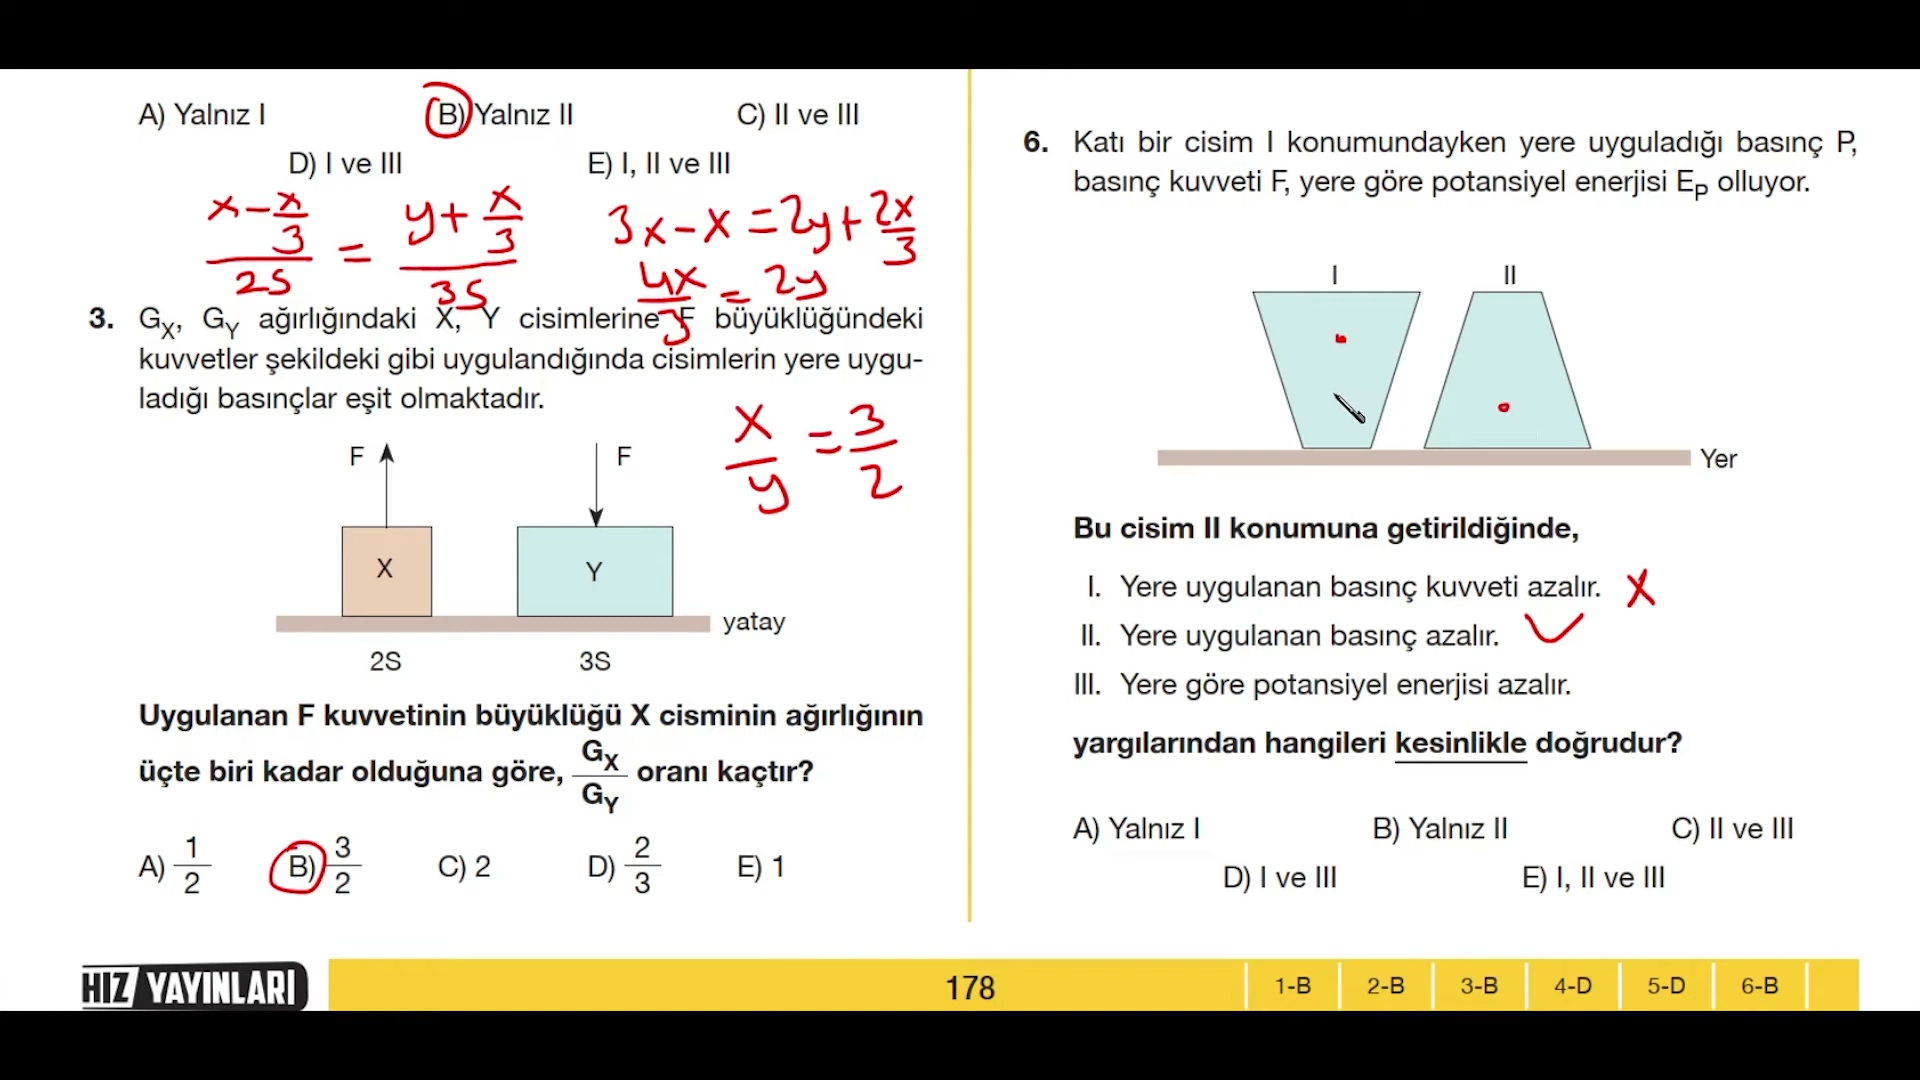 A) Yalnız I
B) Yalnız II
C) II ve III
D) I ve III
E) I, II ve III
x-x/3 / 2S = y+x/3 / 3S
3x-x=2y+2x/3
4x/3=2y
3. GX, GY ağırlığındaki X, Y cisimlerine F büyüklüğündeki
kuvvetler şekildeki gibi uygulandığında cisimlerin yere uygu-
ladığı basınçlar eşit olmaktadır.
x/y=3/2
F
F
X
Y
yatay
2S
3S
Uygulanan F kuvvetinin büyüklüğü X cisminin ağırlığının
üçte biri kadar olduğuna göre, GX/GY oranı kaçtır?
A) 1/2
B) 3/2
C) 2
D) 2/3
E) 1
6. Katı bir cisim I konumundayken yere uyguladığı basınç P,
basınç kuvveti F, yere göre potansiyel enerjisi EP olluyor.
I
II
Yer
Bu cisim II konumuna getirildiğinde,
I. Yere uygulanan basınç kuvveti azalır. X
II. Yere uygulanan basınç azalır.
III. Yere göre potansiyel enerjisi azalır.
yargılarından hangileri kesinlikle doğrudur?
A) Yalnız I
B) Yalnız II
C) II ve III
D) I ve III
E) I, II ve III
HIZ YAYINLARI
178
1-B
2-B
3-B
4-D
5-D
6-B